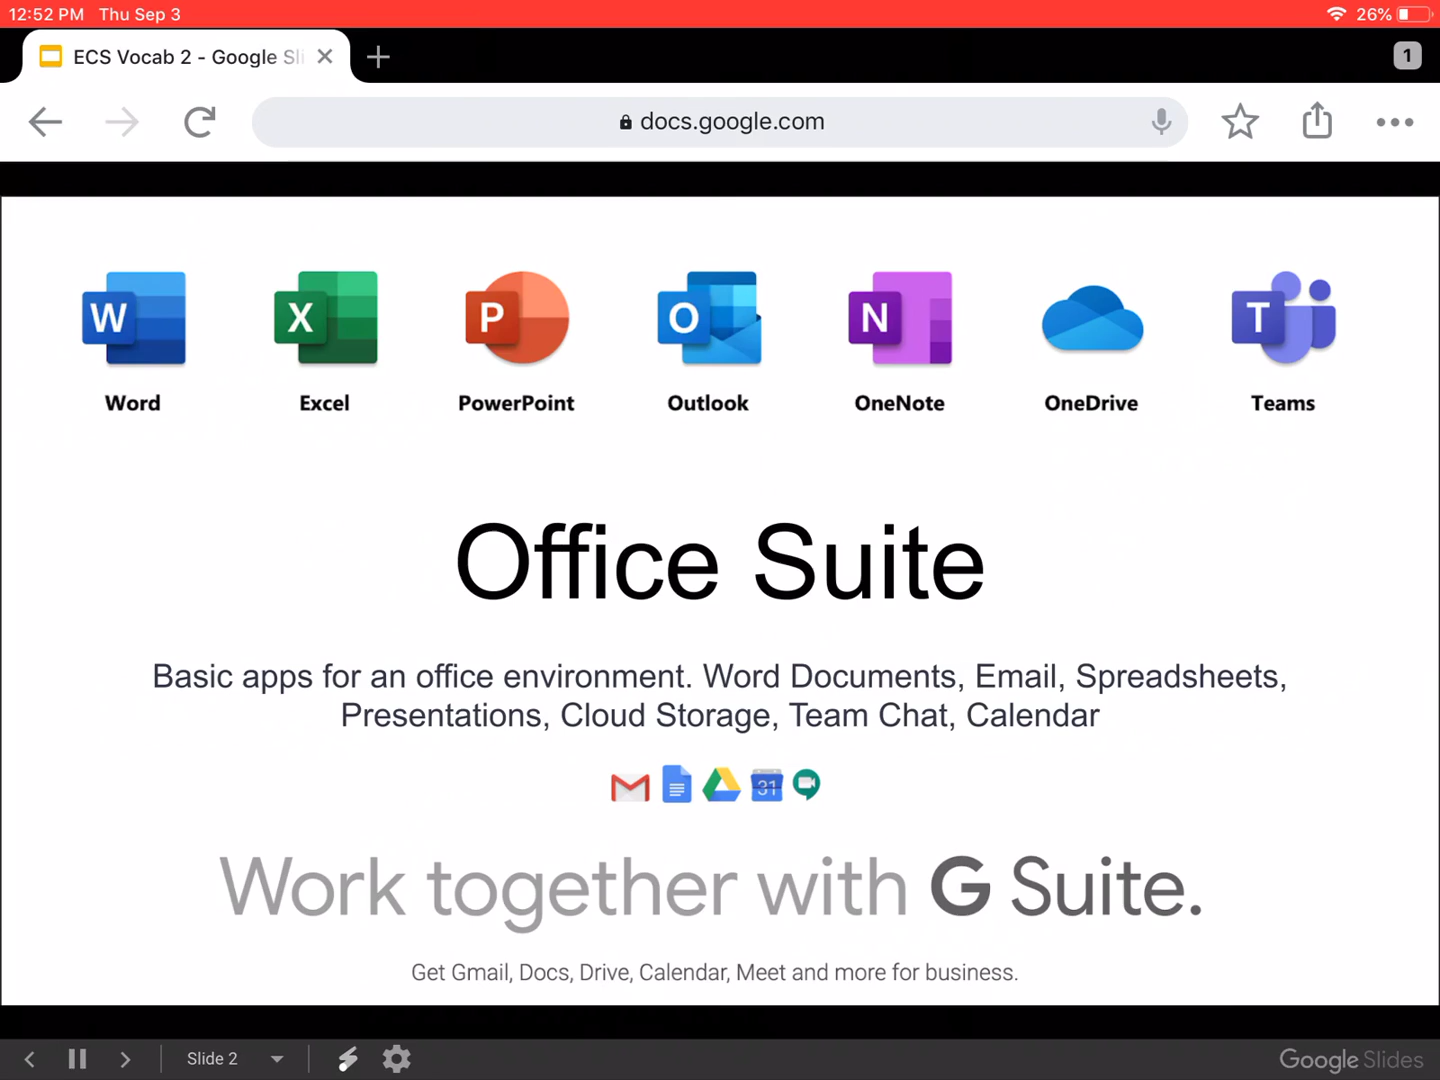 12:52 PM Thu Sep 3 26%
ECS Vocab 2 - Google Sli 1
docs.google.com
W X P O N T
Word Excel PowerPoint Outlook OneNote OneDrive Teams
Office Suite
Basic apps for an office environment. Word Documents, Email, Spreadsheets,
Presentations, Cloud Storage, Team Chat, Calendar
31
Work together with G Suite.
Get Gmail, Docs, Drive, Calendar, Meet and more for business.
Slide 2 Google Slides